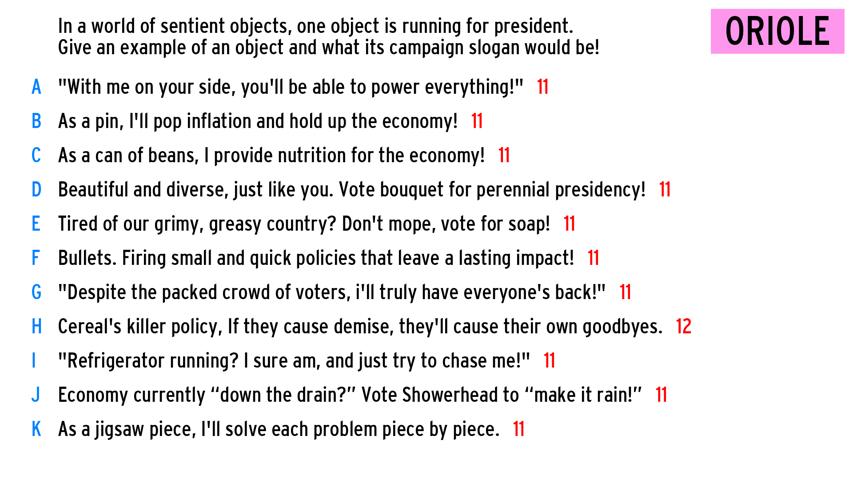 In a world of sentient objects, one object is running for president.
Give an example of an object and what its campaign slogan would be!
ORIOLE
A "With me on your side, you'll be able to power everything!" 11
B As a pin, I'll pop inflation and hold up the economy! 11
C As a can of beans, I provide nutrition for the economy! 11
D Beautiful and diverse, just like you. Vote bouquet for perennial presidency! 11
E Tired of our grimy, greasy country? Don't mope, vote for soap! 11
F Bullets. Firing small and quick policies that leave a lasting impact! 11
G "Despite the packed crowd of voters, i'll truly have everyone's back!" 11
H Cereal's killer policy, If they cause demise, they'll cause their own goodbyes. 12
I "Refrigerator running? I sure am, and just try to chase me!" 11
J Economy currently “down the drain?” Vote Showerhead to “make it rain!” 11
K As a jigsaw piece, I'll solve each problem piece by piece. 11